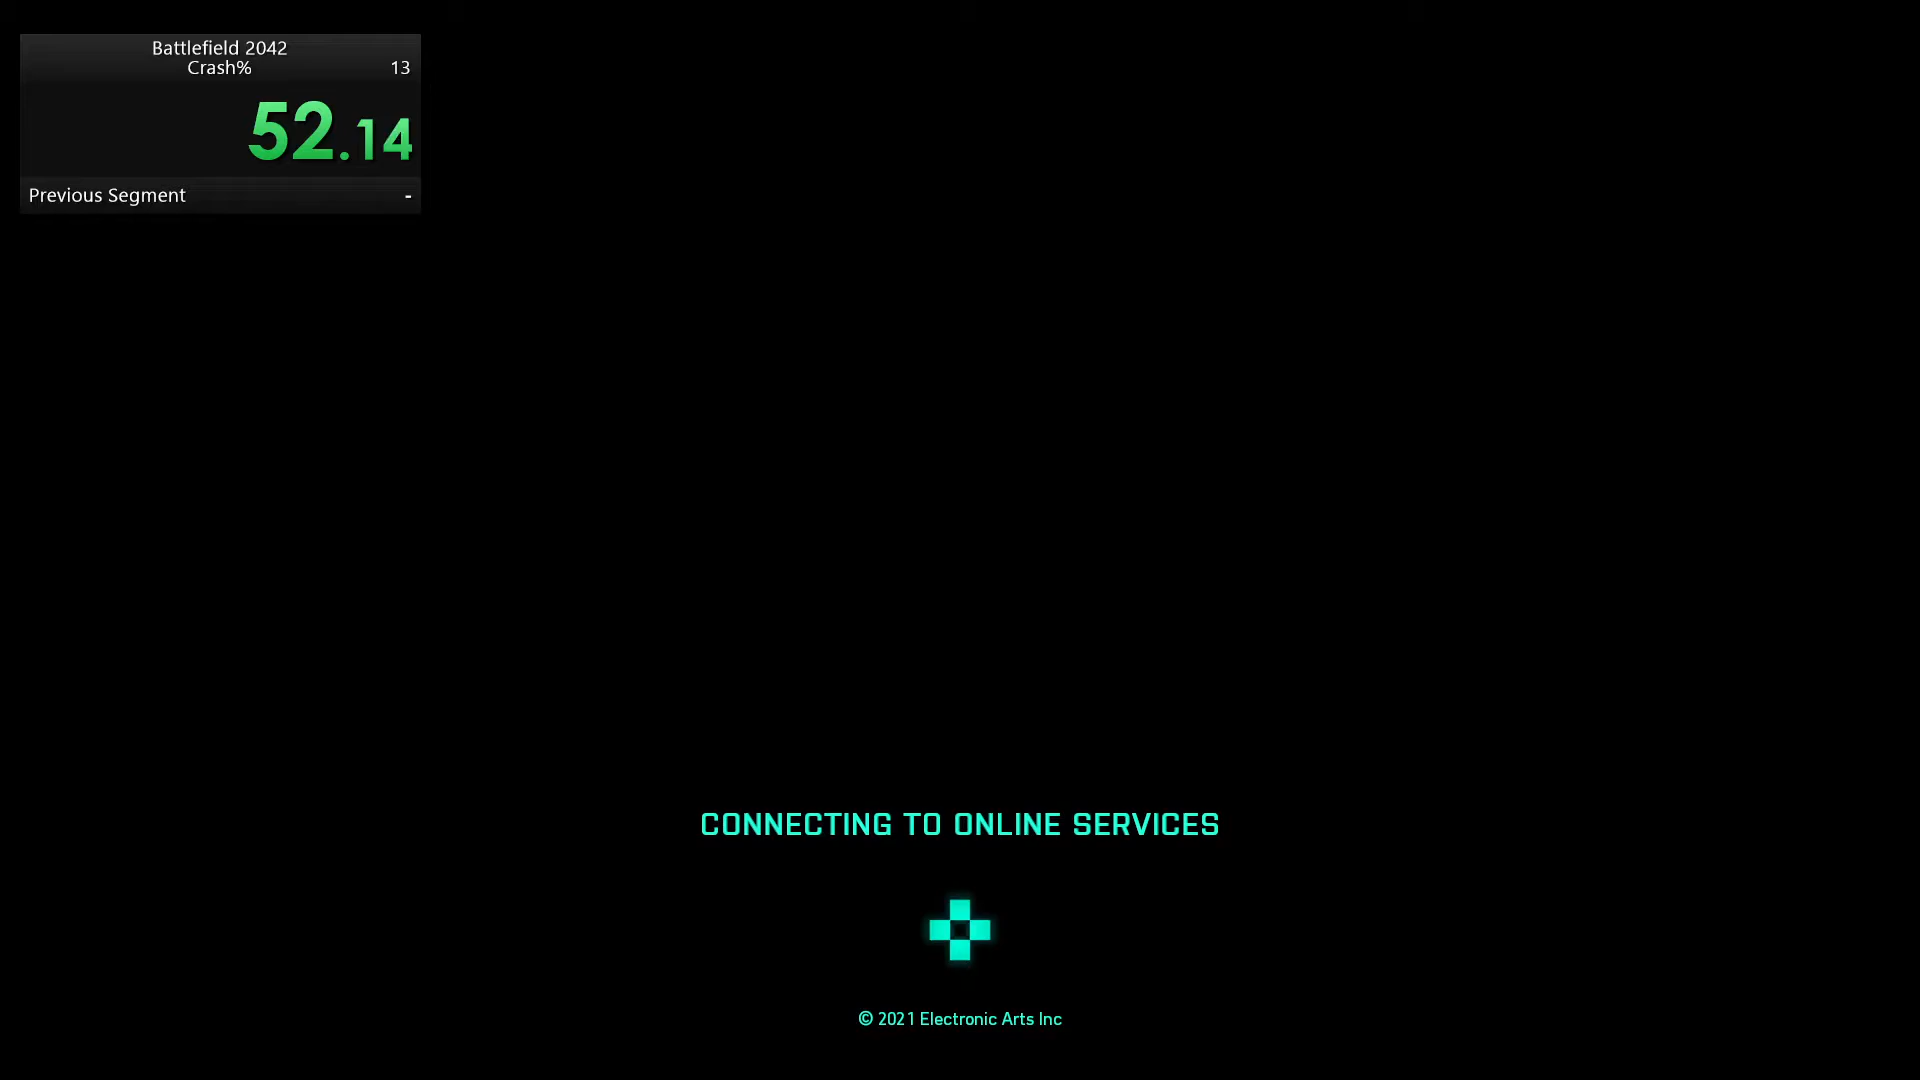 Battlefield 2042
Crash% 13
52.14
Previous Segment -
CONNECTING TO ONLINE SERVICES
© 2021 Electronic Arts Inc